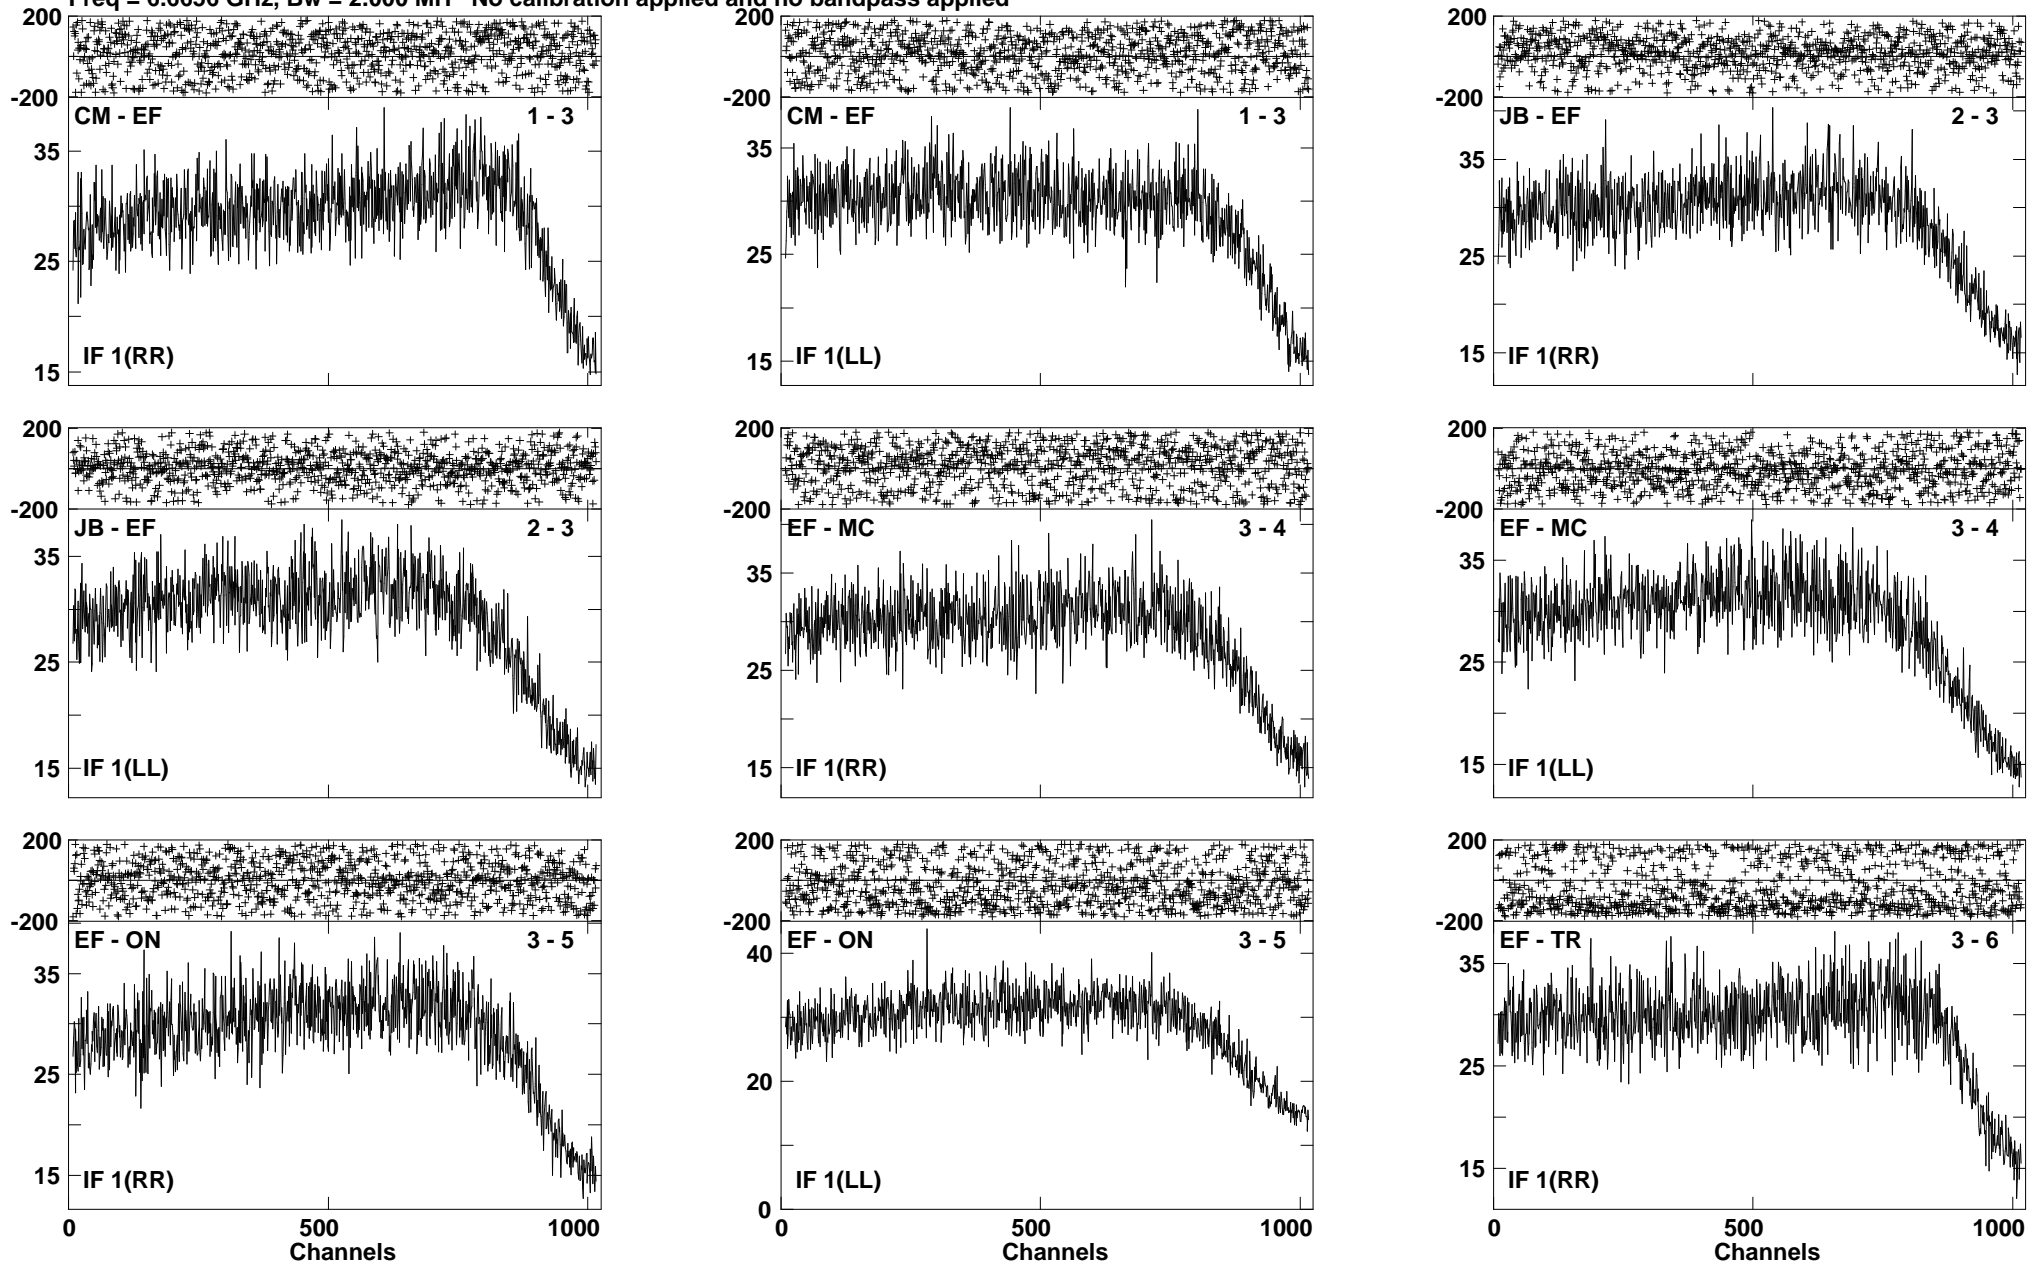 No calibration applied and no bandpass applied
200
-200
CM - EF 1 - 3
35
25
15
IF 1(RR)
200
-200
CM - EF 1 - 3
35
25
15
IF 1(LL)
200
-200
JB - EF 2 - 3
35
25
15
IF 1(RR)
200
-200
JB - EF 2 - 3
35
25
15
IF 1(LL)
200
-200
EF - MC 3 - 4
35
25
15
IF 1(RR)
200
-200
EF - MC 3 - 4
35
25
15
IF 1(LL)
200
-200
EF - ON 3 - 5
35
25
15
IF 1(RR)
0 500 1000
Channels
200
-200
EF - ON 3 - 5
40
20
0
IF 1(LL)
0 500 1000
Channels
200
-200
EF - TR 3 - 6
35
25
15
IF 1(RR)
0 500 1000
Channels